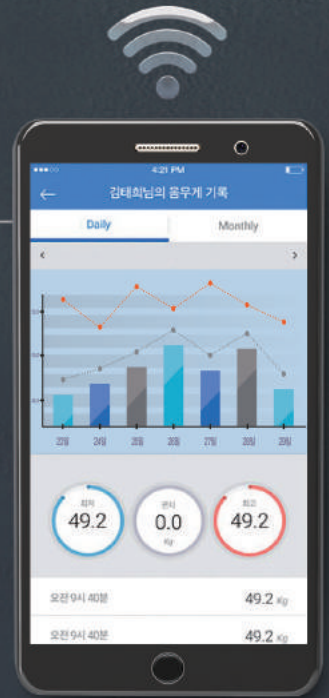 4:21 PM
김태희님의 몸무게 기록
Daily
Monthly
22일 24일 25일 26일 27일 28일 29일
최저
49.2
편차
0.0
Kg
최고
49.2
오전 9시 40분 49.2 Kg
오전 9시 40분 49.2 Kg